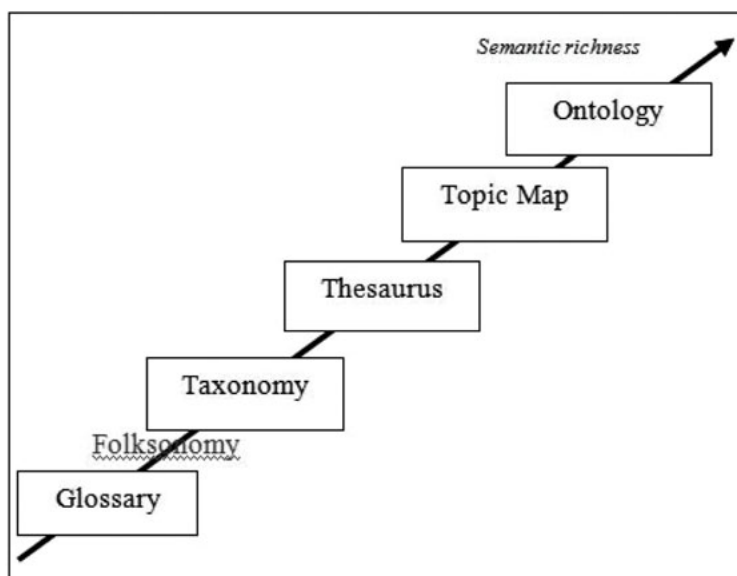 Semantic richness
Ontology
Topic Map
Thesaurus
Taxonomy
Folksonomy
Glossary